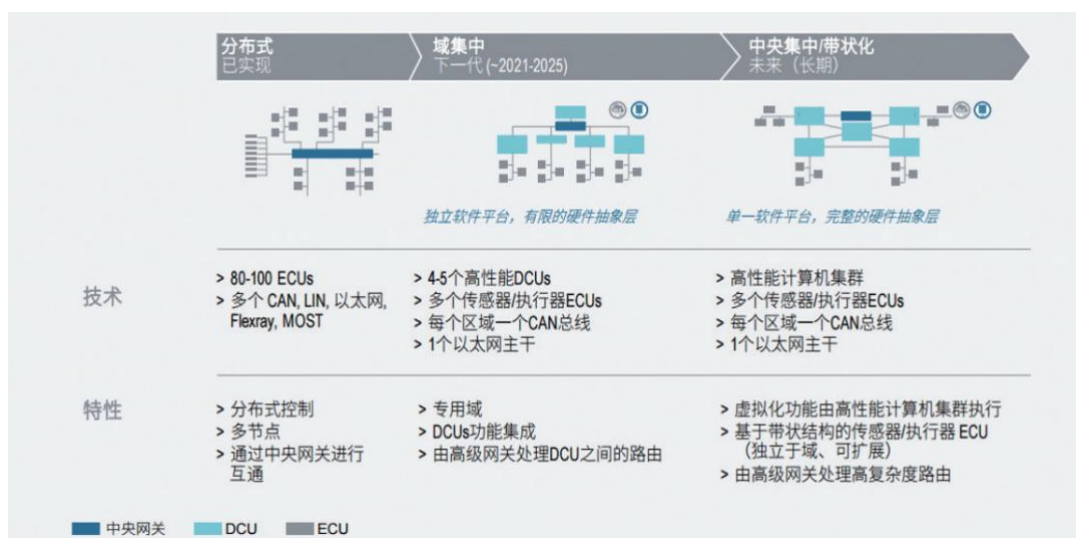 分布式
已实现
域集中
下一代 (~2021-2025)
中央集中/带状化
未来（长期）
独立软件平台，有限的硬件抽象层
单一软件平台，完整的硬件抽象层
技术
> 80-100 ECUs
> 多个 CAN, LIN, 以太网,
Flexray, MOST
> 4-5个高性能DCUs
> 多个传感器/执行器ECUs
> 每个区域一个CAN总线
> 1个以太网主干
> 高性能计算机集群
> 多个传感器/执行器ECUs
> 每个区域一个CAN总线
> 1个以太网主干
特性
> 分布式控制
> 多节点
> 通过中央网关进行
互通
> 专用域
> DCUs功能集成
> 由高级网关处理DCU之间的路由
> 虚拟化功能由高性能计算机集群执行
> 基于带状结构的传感器/执行器 ECU
（独立于域、可扩展）
> 由高级网关处理高复杂度路由
中央网关
DCU
ECU